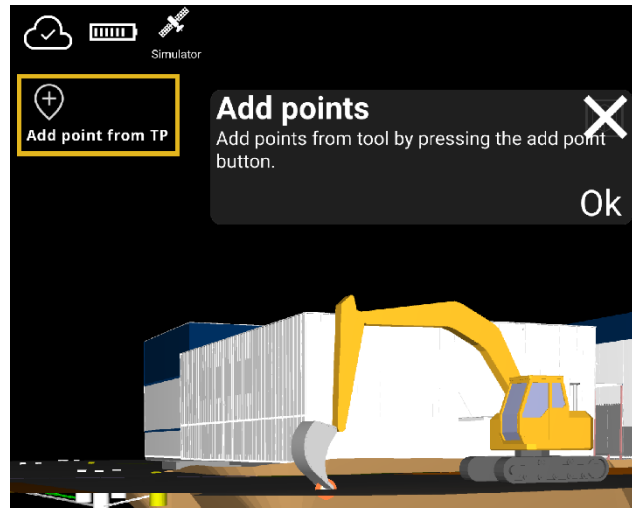 Simulator
Add point from TP
Add points
Add points from tool by pressing the add point
button.
Ok